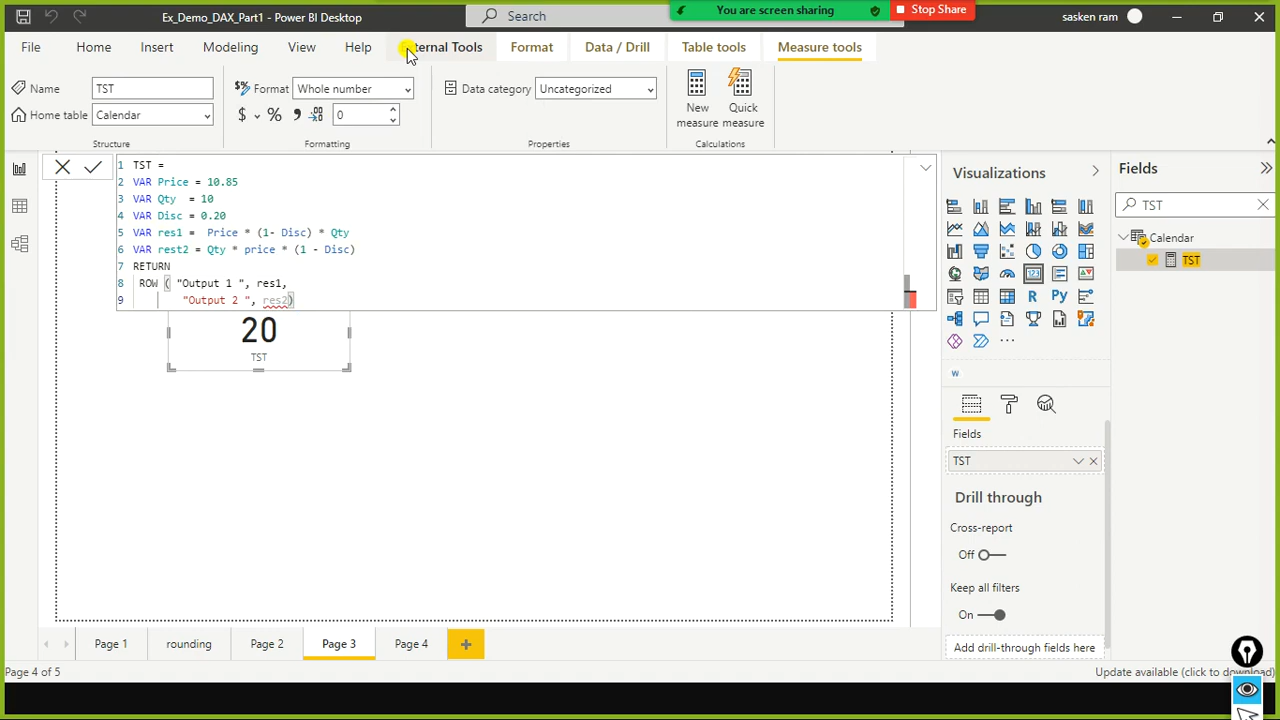 Ex_Demo_DAX_Part1 - Power BI Desktop
Search
You are screen sharing
Stop Share
sasken ram
File
Home
Insert
Modeling
View
Help
ternal Tools
Format
Data / Drill
Table tools
Measure tools
Name
TST
Home table
Calendar
Structure
$% Format
Whole number
$ % 9 .00
0
Formatting
Data category
Uncategorized
Properties
New measure
Quick measure
Calculations
1 TST =
2 VAR Price = 10.85
3 VAR Qty = 10
4 VAR Disc = 0.20
5 VAR res1 = Price * (1- Disc) * Qty
6 VAR rest2 = Qty * price * (1 - Disc)
7 RETURN
8 ROW ( "Output 1 ", res1,
9 "Output 2 ", res2)
20
TST
Visualizations
R Py
w
Fields
TST
Drill through
Cross-report
Off
Keep all filters
On
Add drill-through fields here
Fields
TST
Calendar
TST
Page 1
rounding
Page 2
Page 3
Page 4
Page 4 of 5
Update available (click to download)